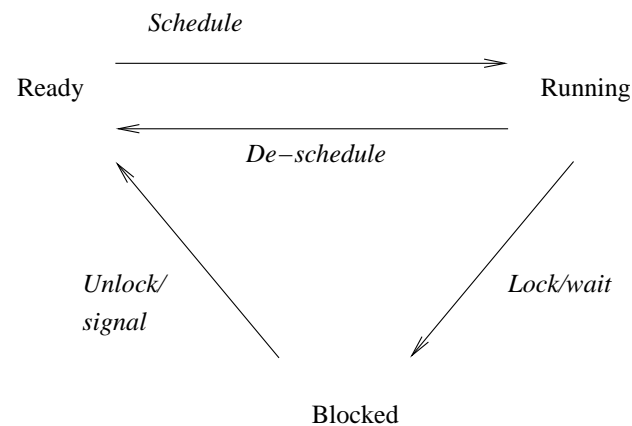 Schedule
Ready
Running
De–schedule
Unlock/
signal
Lock/wait
Blocked